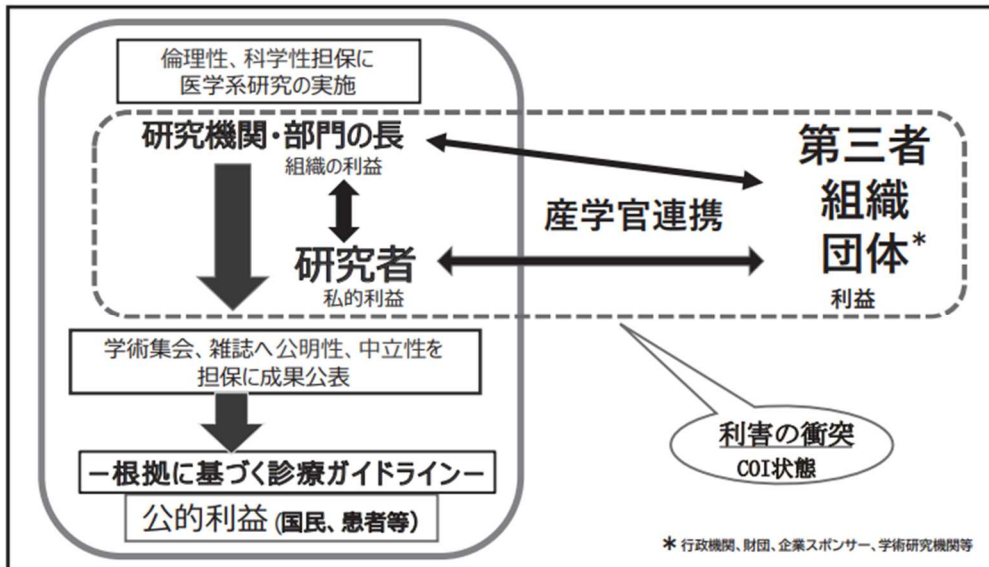 倫理性、科学性担保に
医学系研究の実施
研究機関・部門の長
組織の利益
研究者
私的利益
産学官連携
第三者
組織
団体*
利益
学術集会、雑誌へ公明性、中立性を
担保に成果公表
利害の衝突
COI状態
－根拠に基づく診療ガイドライン－
公的利益 (国民、患者等)
* 行政機関、財団、企業スポンサー、学術研究機関等